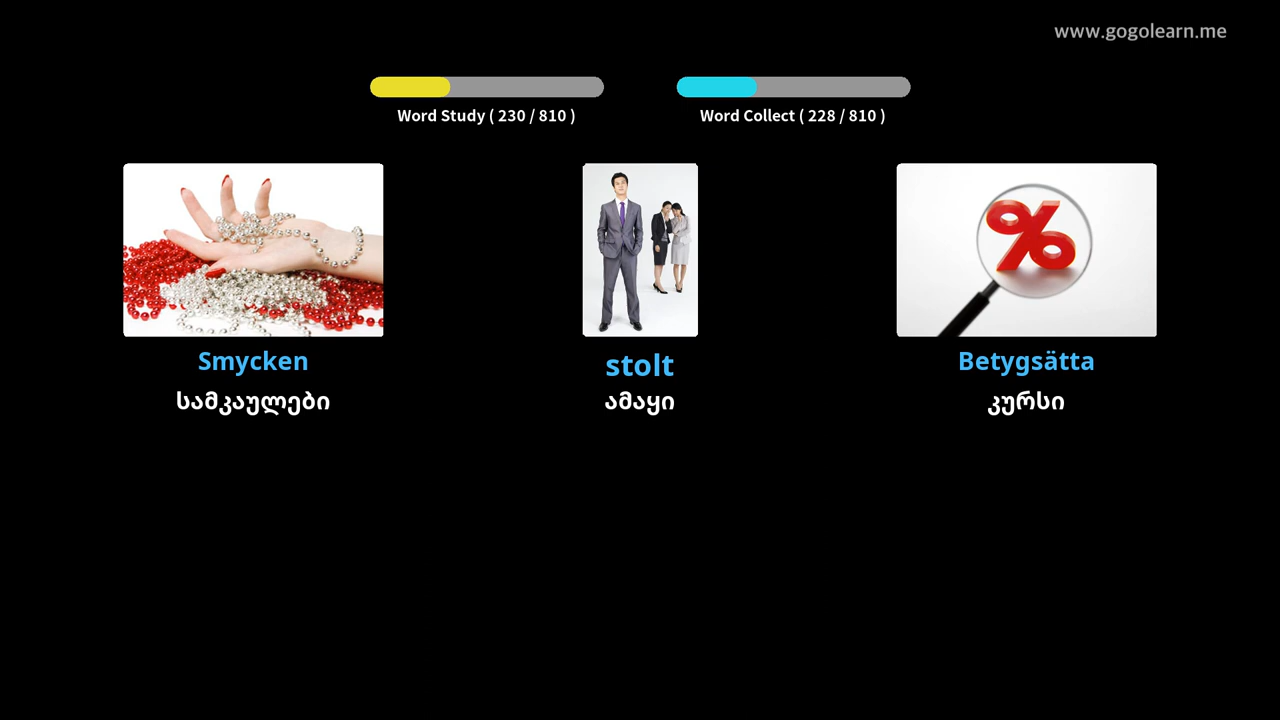 www.gogolearn.me
Word Study ( 230 / 810 )
Word Collect ( 228 / 810 )
%
Smycken
stolt
Betygsätta
სამკაულები
ამაყი
კურსი